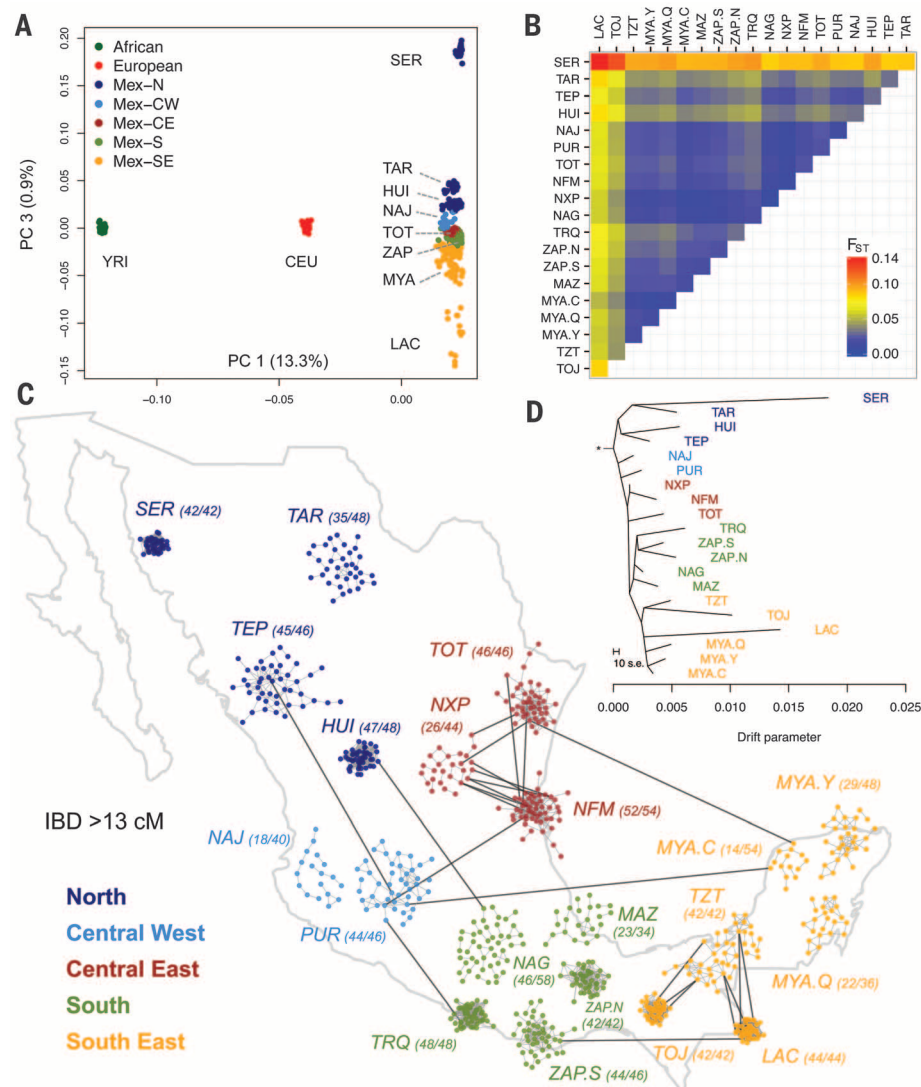 A
African
European
Mex–N
Mex–CW
Mex–CE
Mex–S
Mex–SE
SER
TAR
HUI
NAJ
TOT
ZAP
MYA
LAC
YRI
CEU
PC 3 (0.9%)
0.20
0.15
0.10
0.05
0.00
−0.05
−0.10
−0.15
PC 1 (13.3%)
−0.10
−0.05
0.00
B
LAC
TOJ
TZT
MYA.Y
MYA.Q
MYA.C
MAZ
ZAP.S
ZAP.N
TRQ
NAG
NXP
NFM
TOT
PUR
NAJ
HUI
TEP
TAR
SER
TAR
TEP
HUI
NAJ
PUR
TOT
NFM
NXP
NAG
TRQ
ZAP.N
ZAP.S
MAZ
MYA.C
MYA.Q
MYA.Y
TZT
TOJ
FST
0.14
0.10
0.05
0.00
C
SER (42/42)
TAR (35/48)
TEP (45/46)
TOT (46/46)
NXP
(26/44)
HUI (47/48)
NFM (52/54)
IBD >13 cM
NAJ (18/40)
MYA.Y (29/48)
MYA.C (14/54)
TZT
(42/42)
MAZ
(23/34)
PUR (44/46)
NAG
(46/58)
MYA.Q (22/36)
ZAP.N
(42/42)
TRQ (48/48)
ZAP.S (44/46)
TOJ (42/42)
LAC (44/44)
North
Central West
Central East
South
South East
D
SER
TAR
HUI
TEP
NAJ
PUR
NXP
NFM
TOT
TRQ
ZAP.S
ZAP.N
NAG
MAZ
TZT
TOJ
LAC
MYA.Q
MYA.Y
MYA.C
*
10 s.e.
0.000
0.005
0.010
0.015
0.020
0.025
Drift parameter